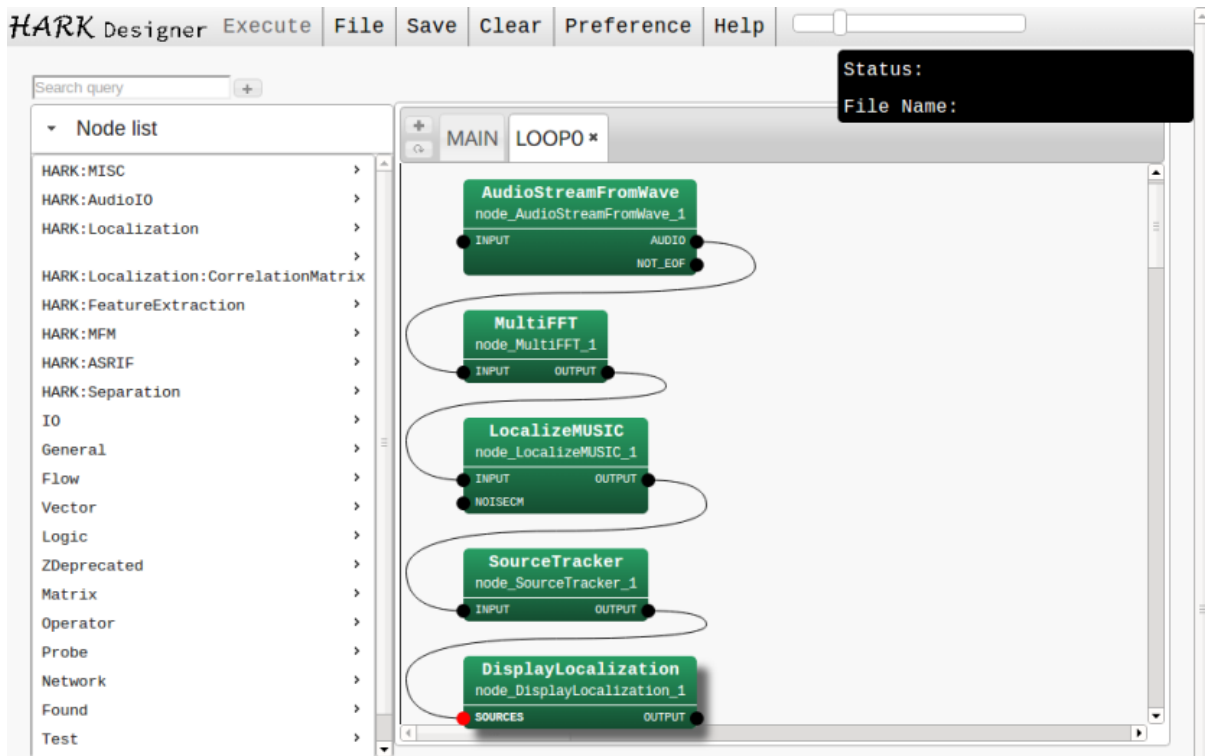 HARK Designer Execute File Save Clear Preference Help
Status:
File Name:
Search query +
Node list
HARK:MISC
HARK:AudioIO
HARK:Localization
HARK:Localization:CorrelationMatrix
HARK:FeatureExtraction
HARK:MFM
HARK:ASRIF
HARK:Separation
IO
General
Flow
Vector
Logic
ZDeprecated
Matrix
Operator
Probe
Network
Found
Test
MAIN LOOP0 ×
AudioStreamFromWave
node_AudioStreamFromWave_1
INPUT AUDIO
NOT_EOF
MultiFFT
node_MultiFFT_1
INPUT OUTPUT
LocalizeMUSIC
node_LocalizeMUSIC_1
INPUT OUTPUT
NOISECM
SourceTracker
node_SourceTracker_1
INPUT OUTPUT
DisplayLocalization
node_DisplayLocalization_1
SOURCES OUTPUT